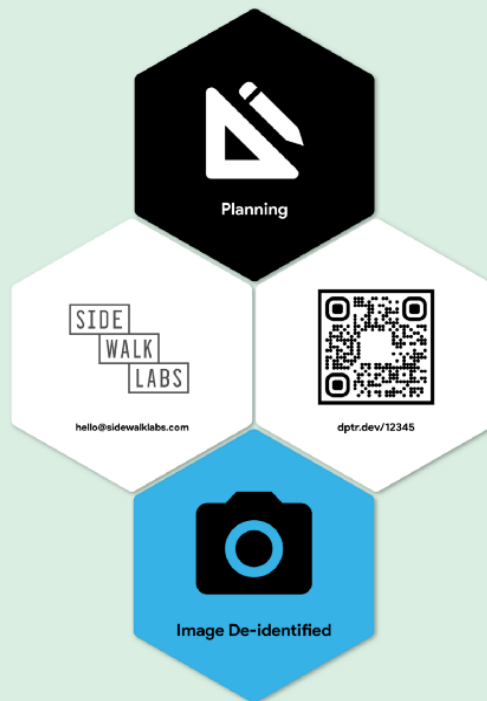 Planning
SIDE
WALK
LABS
hello@sidewalklabs.com
dptr.dev/12345
Image De-identified